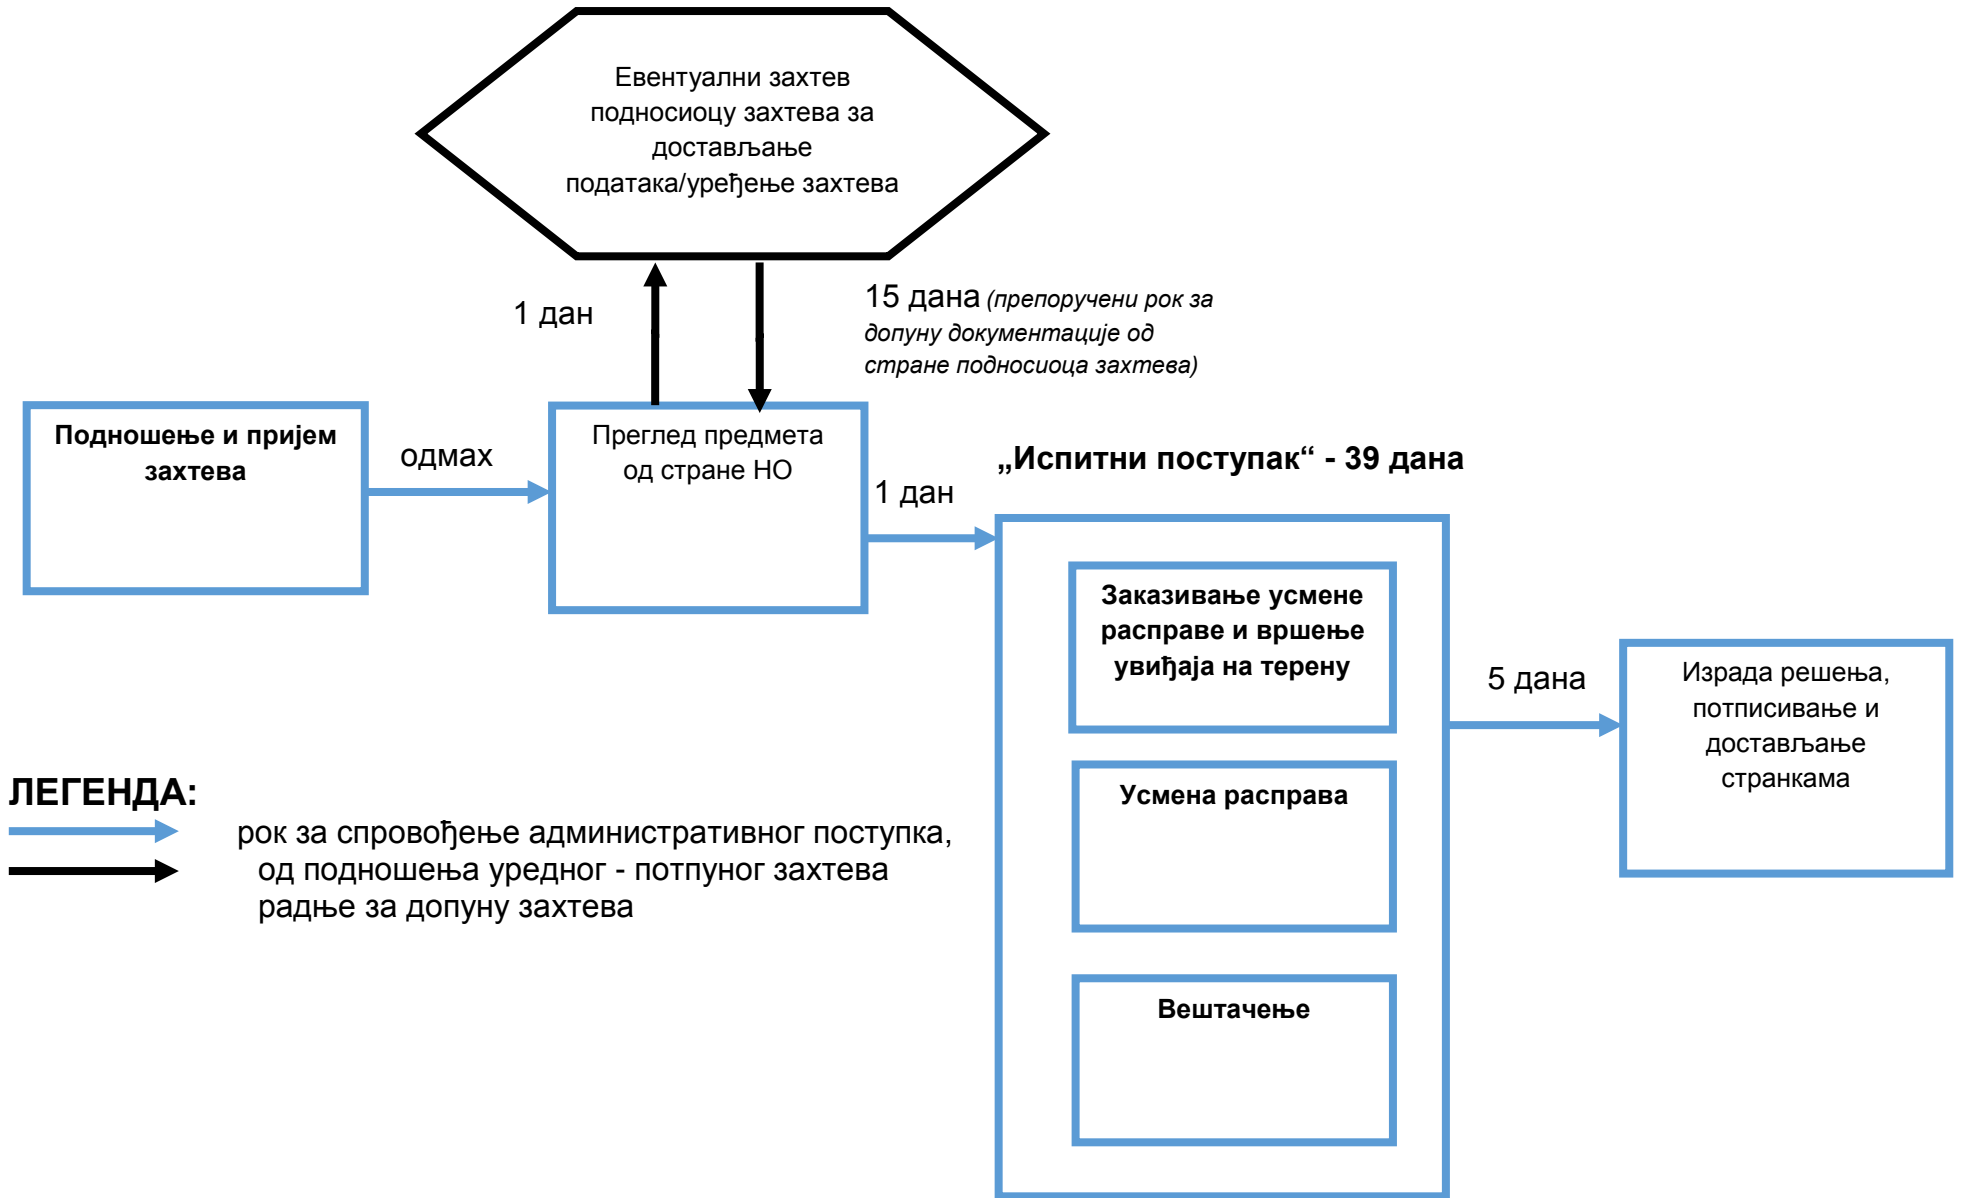 Евентуални захтев
подносиоцу захтева за
достављање
података/уређење захтева
1 дан
15 дана (препоручени рок за
допуну документације од
стране подносиоца захтева)
Подношење и пријем
захтева
одмах
Преглед предмета
од стране НО
1 дан
„Испитни поступак“ - 39 дана
Заказивање усмене
расправе и вршење
увиђаја на терену
Усмена расправа
Вештачење
5 дана
Израда решења,
потписивање и
достављање
странкама
ЛЕГЕНДА:
рок за спровођење административног поступка,
од подношења уредног - потпуног захтева
радње за допуну захтева